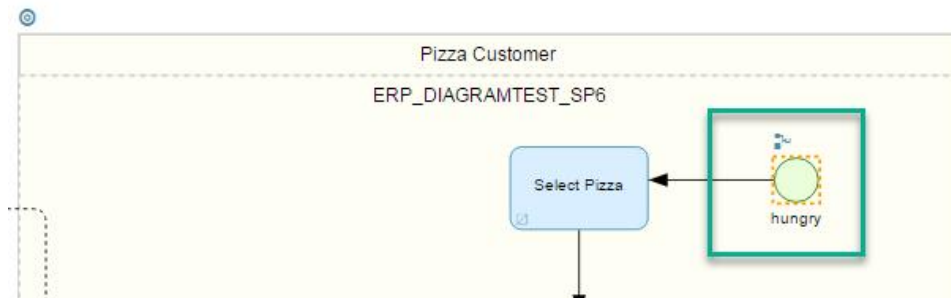 Pizza Customer
ERP_DIAGRAMTEST_SP6
Select Pizza
hungry